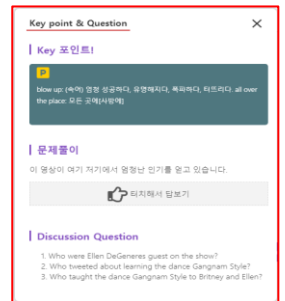 Key point & Question
Key 포인트!
P
blow up: (속어) 엄청 성공하다, 유명해지다, 폭파하다, 터뜨리다. all over
the place: 모든 곳에[사방에]
문제풀이
이 영상이 여기 저기에서 엄청난 인기를 얻고 있습니다.
터치해서 답보기
Discussion Question
1. Who were Ellen DeGeneres guest on the show?
2. Who tweeted about learning the dance Gangnam Style?
3. Who taught the dance Gangnam Style to Britney and Ellen?